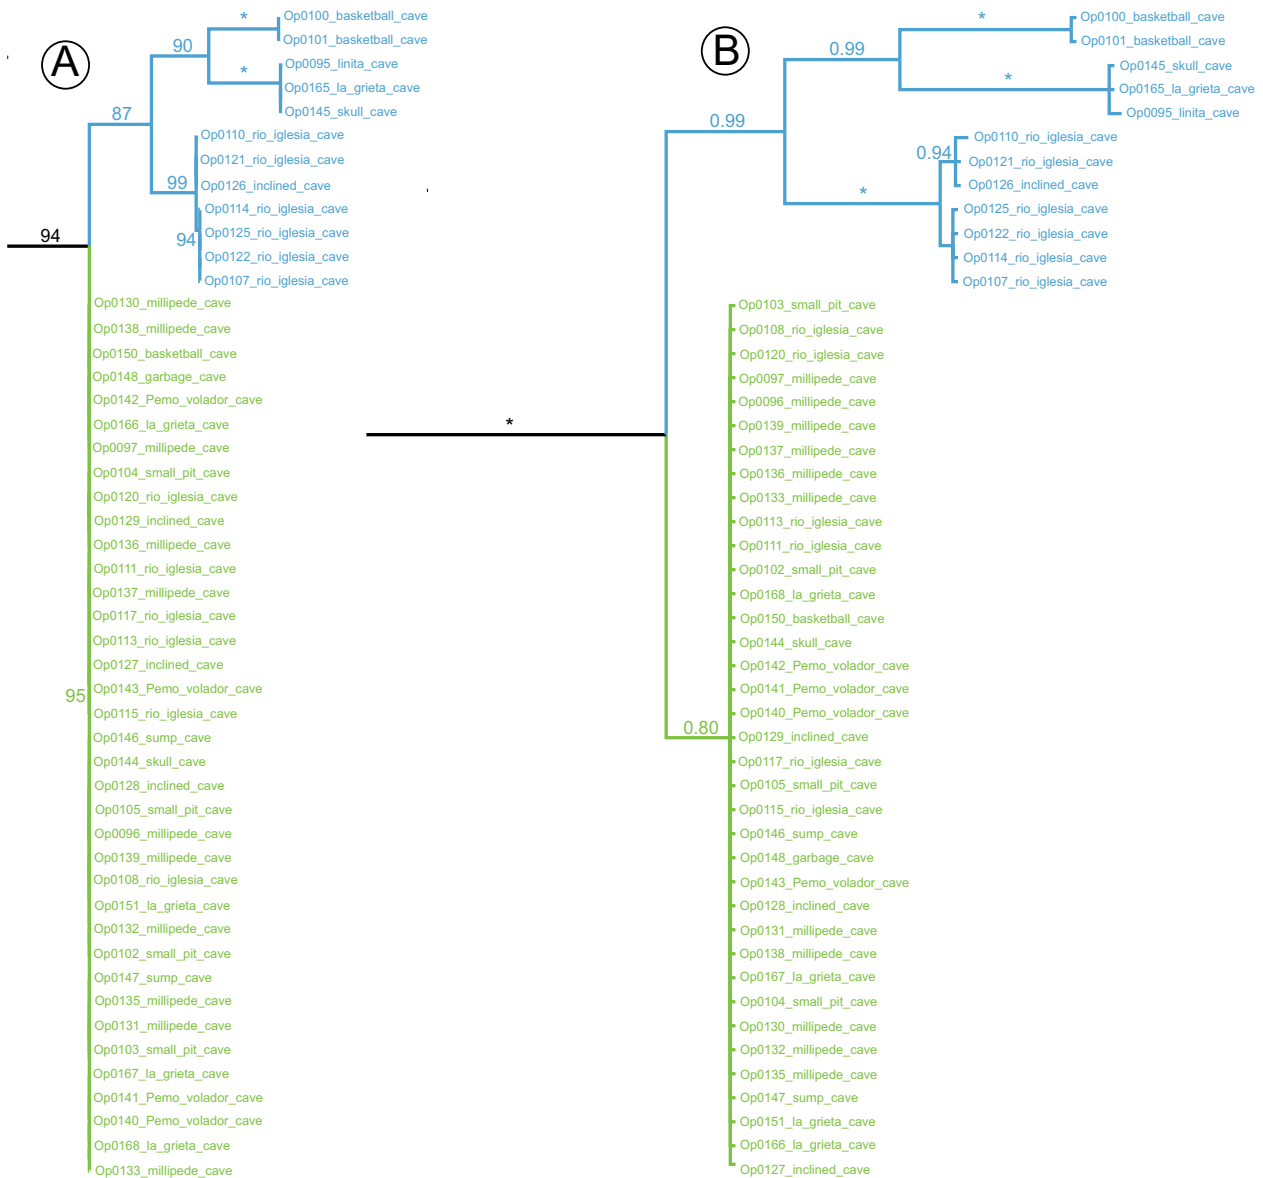 A
*
Op0100_basketball_cave
90
Op0101_basketball_cave
*
Op0095_linita_cave
Op0165_la_grieta_cave
87
Op0145_skull_cave
Op0110_rio_iglesia_cave
Op0121_rio_iglesia_cave
99
Op0126_inclined_cave
Op0114_rio_iglesia_cave
94
94
Op0125_rio_iglesia_cave
Op0122_rio_iglesia_cave
Op0107_rio_iglesia_cave
Op0130_millipede_cave
Op0138_millipede_cave
Op0150_basketball_cave
Op0148_garbage_cave
Op0142_Pemo_volador_cave
Op0166_la_grieta_cave
Op0097_millipede_cave
Op0104_small_pit_cave
Op0120_rio_iglesia_cave
Op0129_inclined_cave
Op0136_millipede_cave
Op0111_rio_iglesia_cave
Op0137_millipede_cave
Op0117_rio_iglesia_cave
Op0113_rio_iglesia_cave
Op0127_inclined_cave
95
Op0143_Pemo_volador_cave
Op0115_rio_iglesia_cave
Op0146_sump_cave
Op0144_skull_cave
Op0128_inclined_cave
Op0105_small_pit_cave
Op0096_millipede_cave
Op0139_millipede_cave
Op0108_rio_iglesia_cave
Op0151_la_grieta_cave
Op0132_millipede_cave
Op0102_small_pit_cave
Op0147_sump_cave
Op0135_millipede_cave
Op0131_millipede_cave
Op0103_small_pit_cave
Op0167_la_grieta_cave
Op0141_Pemo_volador_cave
Op0140_Pemo_volador_cave
Op0168_la_grieta_cave
Op0133_millipede_cave
B
*
Op0100_basketball_cave
0.99
Op0101_basketball_cave
Op0145_skull_cave
*
Op0165_la_grieta_cave
Op0095_linita_cave
0.99
Op0110_rio_iglesia_cave
0.94
Op0121_rio_iglesia_cave
Op0126_inclined_cave
*
Op0125_rio_iglesia_cave
Op0122_rio_iglesia_cave
Op0114_rio_iglesia_cave
Op0107_rio_iglesia_cave
Op0103_small_pit_cave
Op0108_rio_iglesia_cave
Op0120_rio_iglesia_cave
Op0097_millipede_cave
Op0096_millipede_cave
*
Op0139_millipede_cave
Op0137_millipede_cave
Op0136_millipede_cave
Op0133_millipede_cave
Op0113_rio_iglesia_cave
Op0111_rio_iglesia_cave
Op0102_small_pit_cave
Op0168_la_grieta_cave
Op0150_basketball_cave
Op0144_skull_cave
Op0142_Pemo_volador_cave
Op0141_Pemo_volador_cave
Op0140_Pemo_volador_cave
0.80
Op0129_inclined_cave
Op0117_rio_iglesia_cave
Op0105_small_pit_cave
Op0115_rio_iglesia_cave
Op0146_sump_cave
Op0148_garbage_cave
Op0143_Pemo_volador_cave
Op0128_inclined_cave
Op0131_millipede_cave
Op0138_millipede_cave
Op0167_la_grieta_cave
Op0104_small_pit_cave
Op0130_millipede_cave
Op0132_millipede_cave
Op0135_millipede_cave
Op0147_sump_cave
Op0151_la_grieta_cave
Op0166_la_grieta_cave
Op0127_inclined_cave